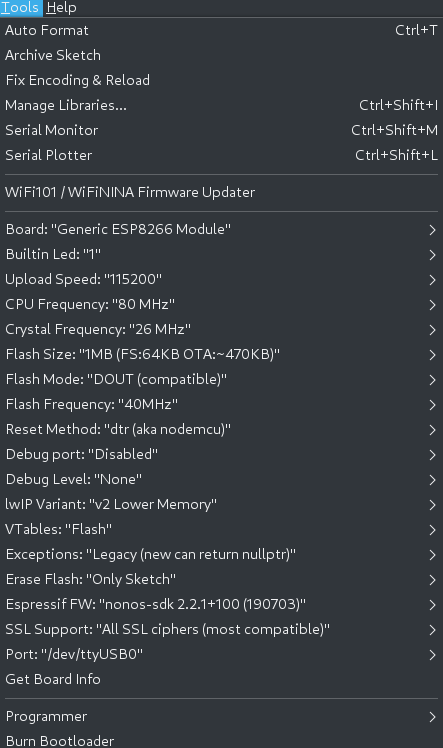 Tools Help
Auto Format Ctrl+T
Archive Sketch
Fix Encoding & Reload
Manage Libraries... Ctrl+Shift+I
Serial Monitor Ctrl+Shift+M
Serial Plotter Ctrl+Shift+L
WiFi101 / WiFiNINA Firmware Updater
Board: "Generic ESP8266 Module"
Builtin Led: "1"
Upload Speed: "115200"
CPU Frequency: "80 MHz"
Crystal Frequency: "26 MHz"
Flash Size: "1MB (FS:64KB OTA:~470KB)"
Flash Mode: "DOUT (compatible)"
Flash Frequency: "40MHz"
Reset Method: "dtr (aka nodemcu)"
Debug port: "Disabled"
Debug Level: "None"
lwIP Variant: "v2 Lower Memory"
VTables: "Flash"
Exceptions: "Legacy (new can return nullptr)"
Erase Flash: "Only Sketch"
Espressif FW: "nonos-sdk 2.2.1+100 (190703)"
SSL Support: "All SSL ciphers (most compatible)"
Port: "/dev/ttyUSB0"
Get Board Info
Programmer
Burn Bootloader